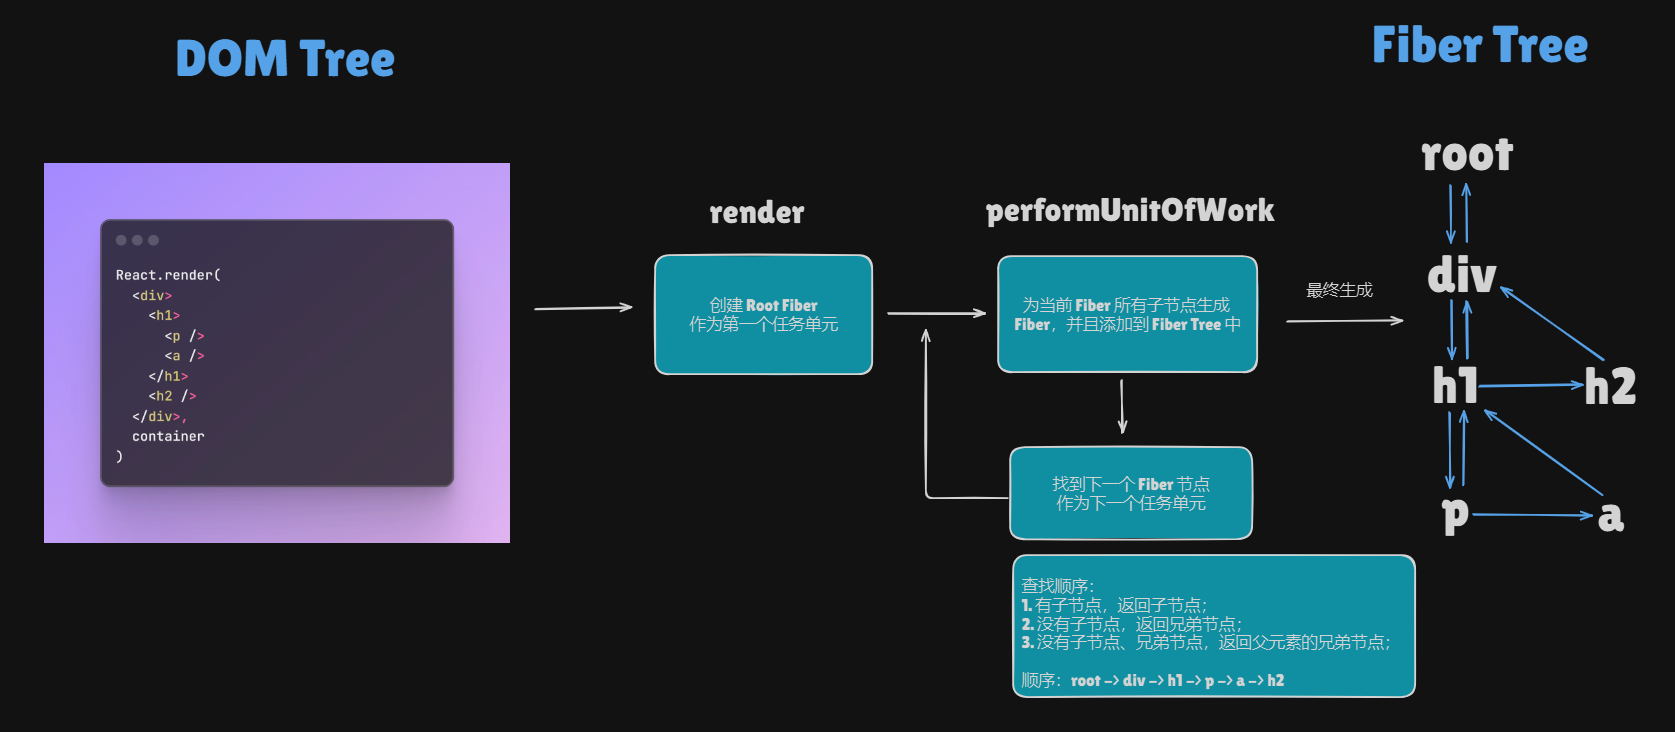 DOM Tree
Fiber Tree
React.render(
<div>
<h1>
<p />
<a />
</h1>
<h2 />
</div>,
container
)
render
创建 Root Fiber
作为第一个任务单元
performUnitOfWork
为当前 Fiber 所有子节点生成
Fiber，并且添加到 Fiber Tree 中
找到下一个 Fiber 节点
作为下一个任务单元
查找顺序：
1. 有子节点，返回子节点；
2. 没有子节点，返回兄弟节点；
3. 没有子节点、兄弟节点，返回父元素的兄弟节点；
顺序：root -> div -> h1 -> p -> a -> h2
最终生成
root
div
h1
h2
p
a